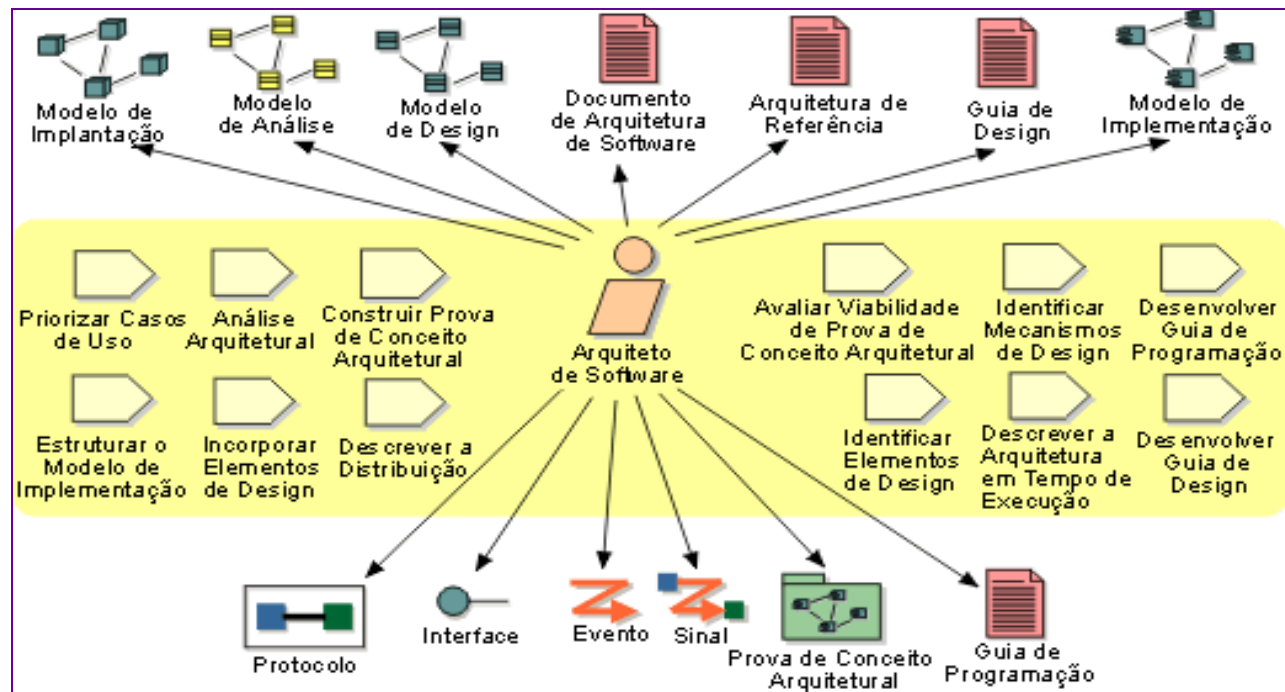 Modelo de
Implantação
Modelo
de Análise
Modelo
de Design
Documento
de Arquitetura
de Software
Arquitetura de
Referência
Guia de
Design
Modelo de
Implementação
Priorizar Casos
de Uso
Análise
Arquitetural
Construir Prova
de Conceito
Arquitetural
Arquiteto
de Software
Avaliar Viabilidade
de Prova de
Conceito Arquitetural
Identificar
Mecanismos
de Design
Desenvolver
Guia de
Programação
Estruturar o
Modelo de
Implementação
Incorporar
Elementos
de Design
Descrever a
Distribuição
Identificar
Elementos
de Design
Descrever a
Arquitetura
em Tempo de
Execução
Desenvolver
Guia de
Design
Protocolo
Interface
Evento
Sinal
Prova de Conceito
Arquitetural
Guia de
Programação